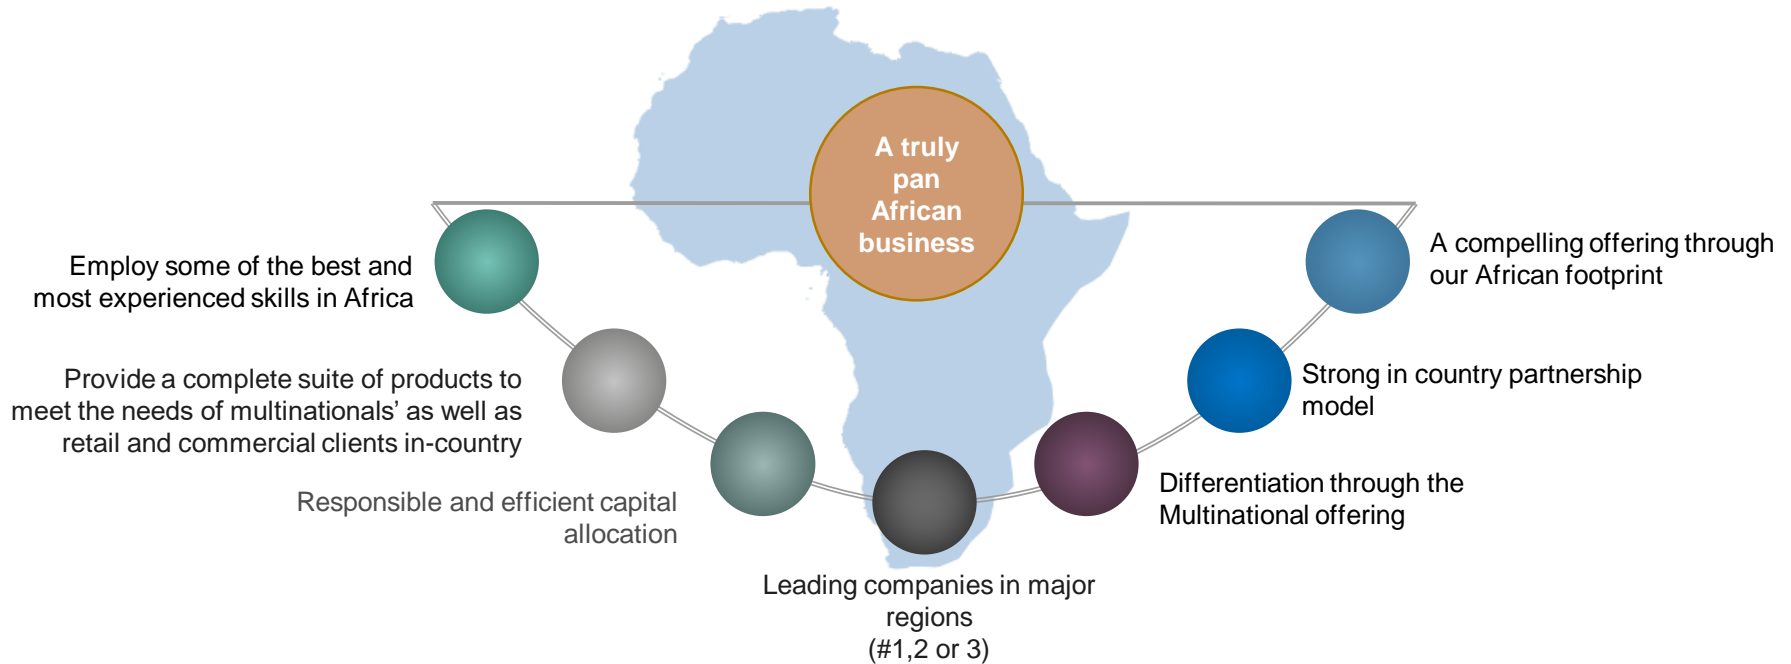 A truly
pan
African
business
Employ some of the best and
most experienced skills in Africa
Provide a complete suite of products to
meet the needs of multinationals’ as well as
retail and commercial clients in-country
Responsible and efficient capital
allocation
Leading companies in major
regions
(#1,2 or 3)
Differentiation through the
Multinational offering
Strong in country partnership
model
A compelling offering through
our African footprint